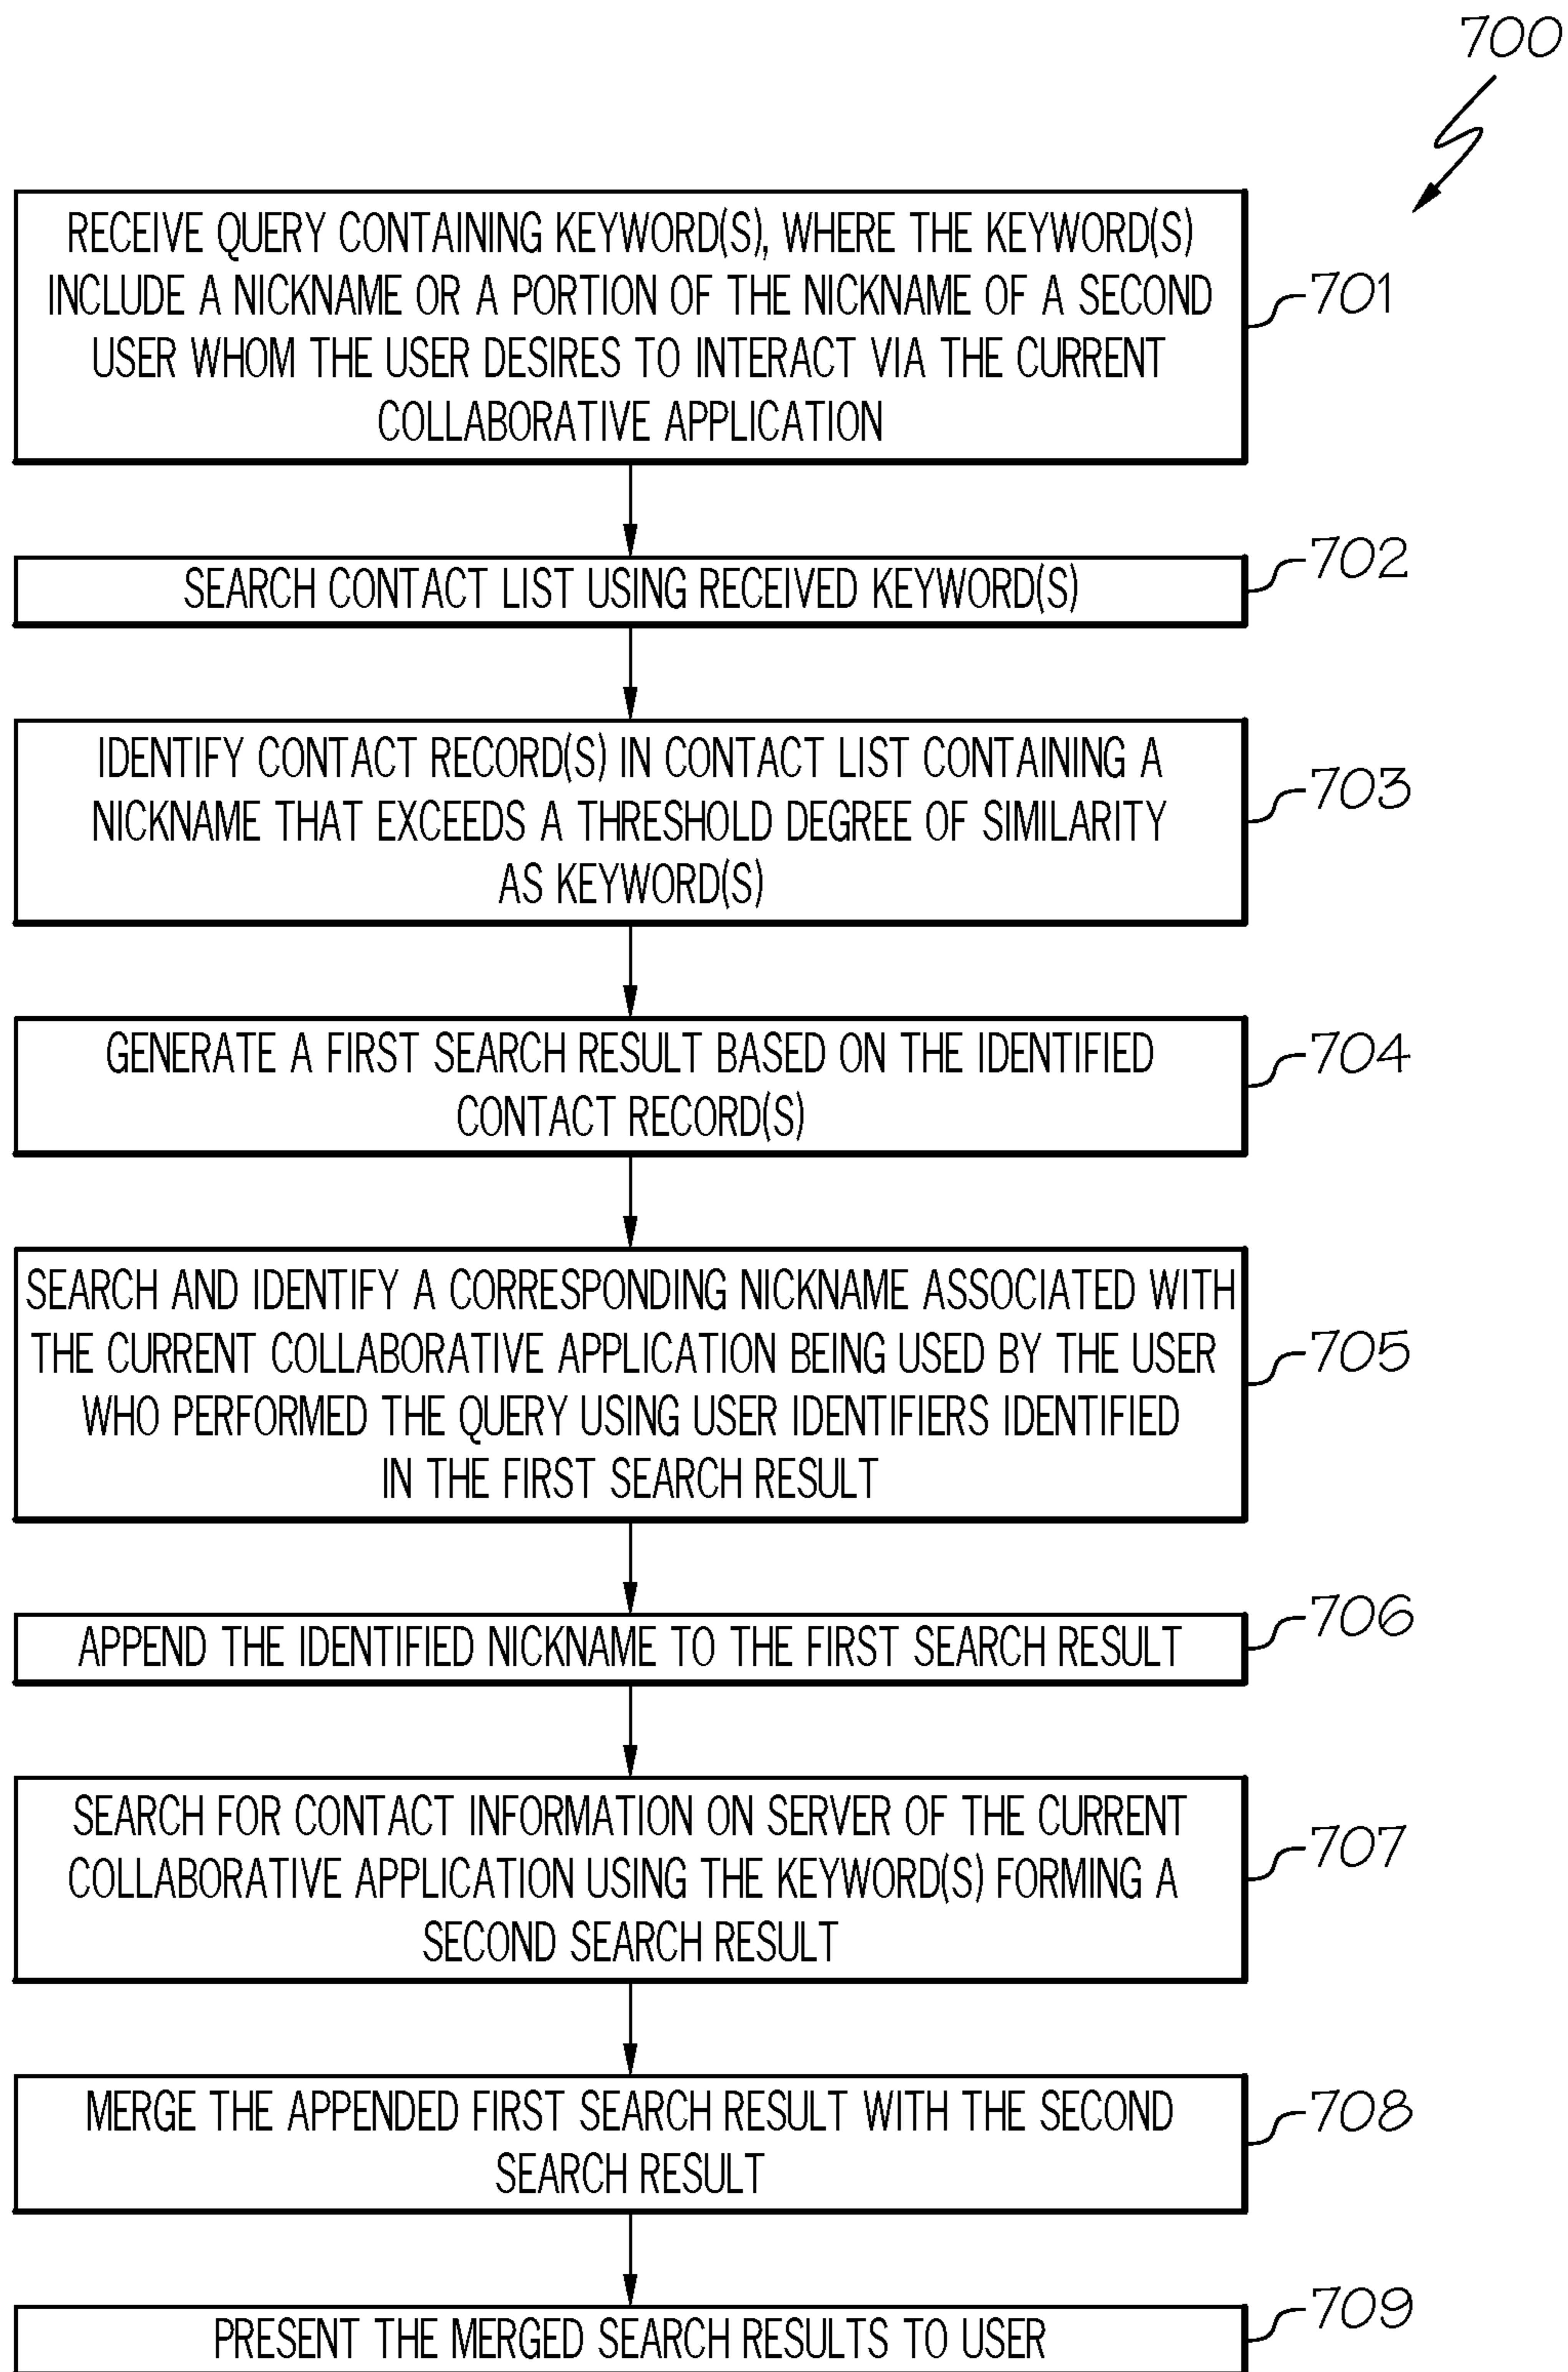 700
RECEIVE QUERY CONTAINING KEYWORD(S), WHERE THE KEYWORD(S)
INCLUDE A NICKNAME OR A PORTION OF THE NICKNAME OF A SECOND
USER WHOM THE USER DESIRES TO INTERACT VIA THE CURRENT
COLLABORATIVE APPLICATION
701
SEARCH CONTACT LIST USING RECEIVED KEYWORD(S)
702
IDENTIFY CONTACT RECORD(S) IN CONTACT LIST CONTAINING A
NICKNAME THAT EXCEEDS A THRESHOLD DEGREE OF SIMILARITY
AS KEYWORD(S)
703
GENERATE A FIRST SEARCH RESULT BASED ON THE IDENTIFIED
CONTACT RECORD(S)
704
SEARCH AND IDENTIFY A CORRESPONDING NICKNAME ASSOCIATED WITH
THE CURRENT COLLABORATIVE APPLICATION BEING USED BY THE USER
WHO PERFORMED THE QUERY USING USER IDENTIFIERS IDENTIFIED
IN THE FIRST SEARCH RESULT
705
APPEND THE IDENTIFIED NICKNAME TO THE FIRST SEARCH RESULT
706
SEARCH FOR CONTACT INFORMATION ON SERVER OF THE CURRENT
COLLABORATIVE APPLICATION USING THE KEYWORD(S) FORMING A
SECOND SEARCH RESULT
707
MERGE THE APPENDED FIRST SEARCH RESULT WITH THE SECOND
SEARCH RESULT
708
PRESENT THE MERGED SEARCH RESULTS TO USER
709